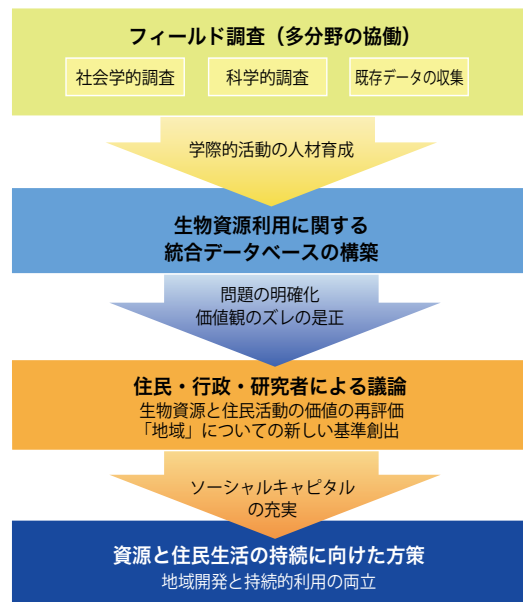 フィールド調査（多分野の協働）
社会学的調査
科学的調査
既存データの収集
学際的活動の人材育成
生物資源利用に関する
統合データベースの構築
問題の明確化
価値観のズレの是正
住民・行政・研究者による議論
生物資源と住民活動の価値の再評価
「地域」についての新しい基準創出
ソーシャルキャピタル
の充実
資源と住民生活の持続に向けた方策
地域開発と持続的利用の両立